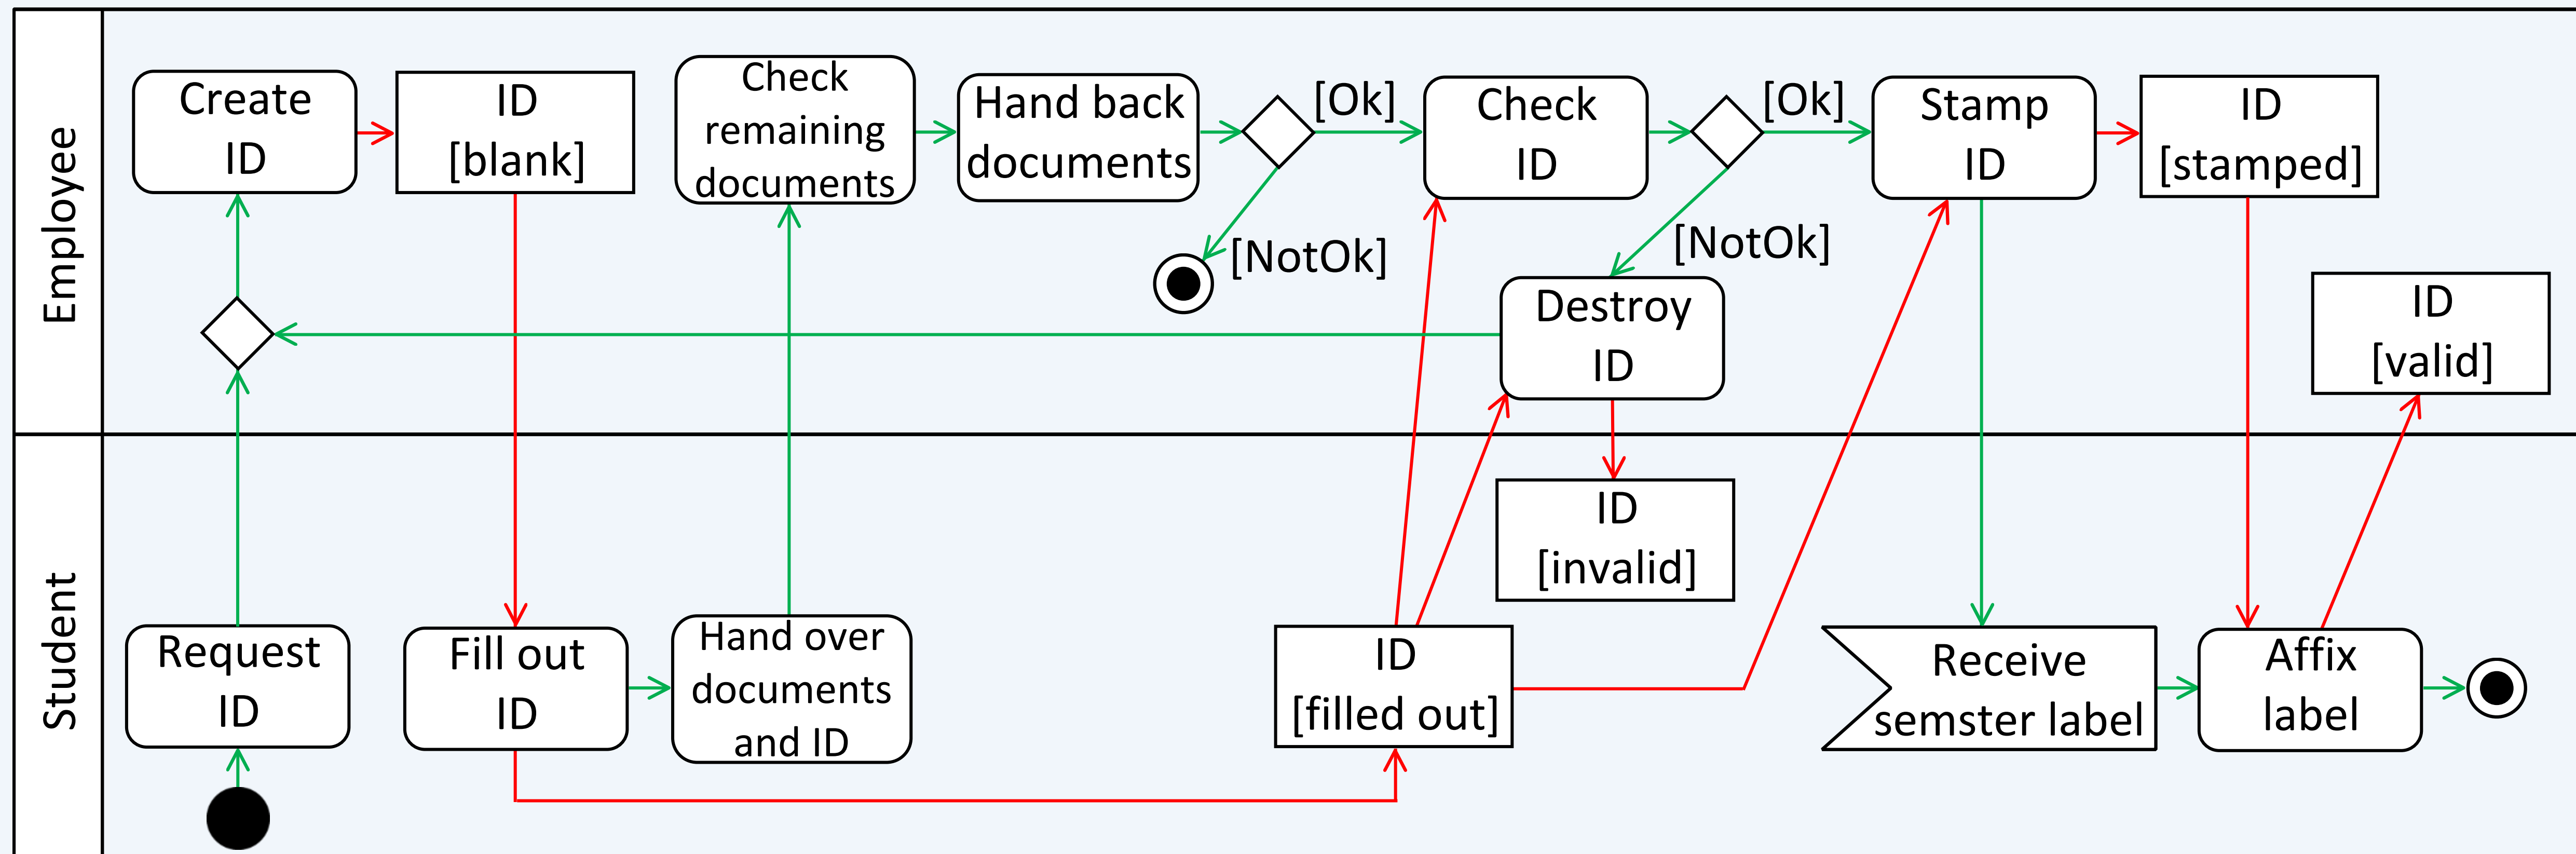 Employee
Create
ID
ID
[blank]
Check
remaining
documents
Hand back
documents
[Ok]
[NotOk]
Check
ID
[Ok]
[NotOk]
Stamp
ID
ID
[stamped]
Destroy
ID
ID
[valid]
Student
Request
ID
Fill out
ID
Hand over
documents
and ID
ID
[filled out]
ID
[invalid]
Receive
semster label
Affix
label